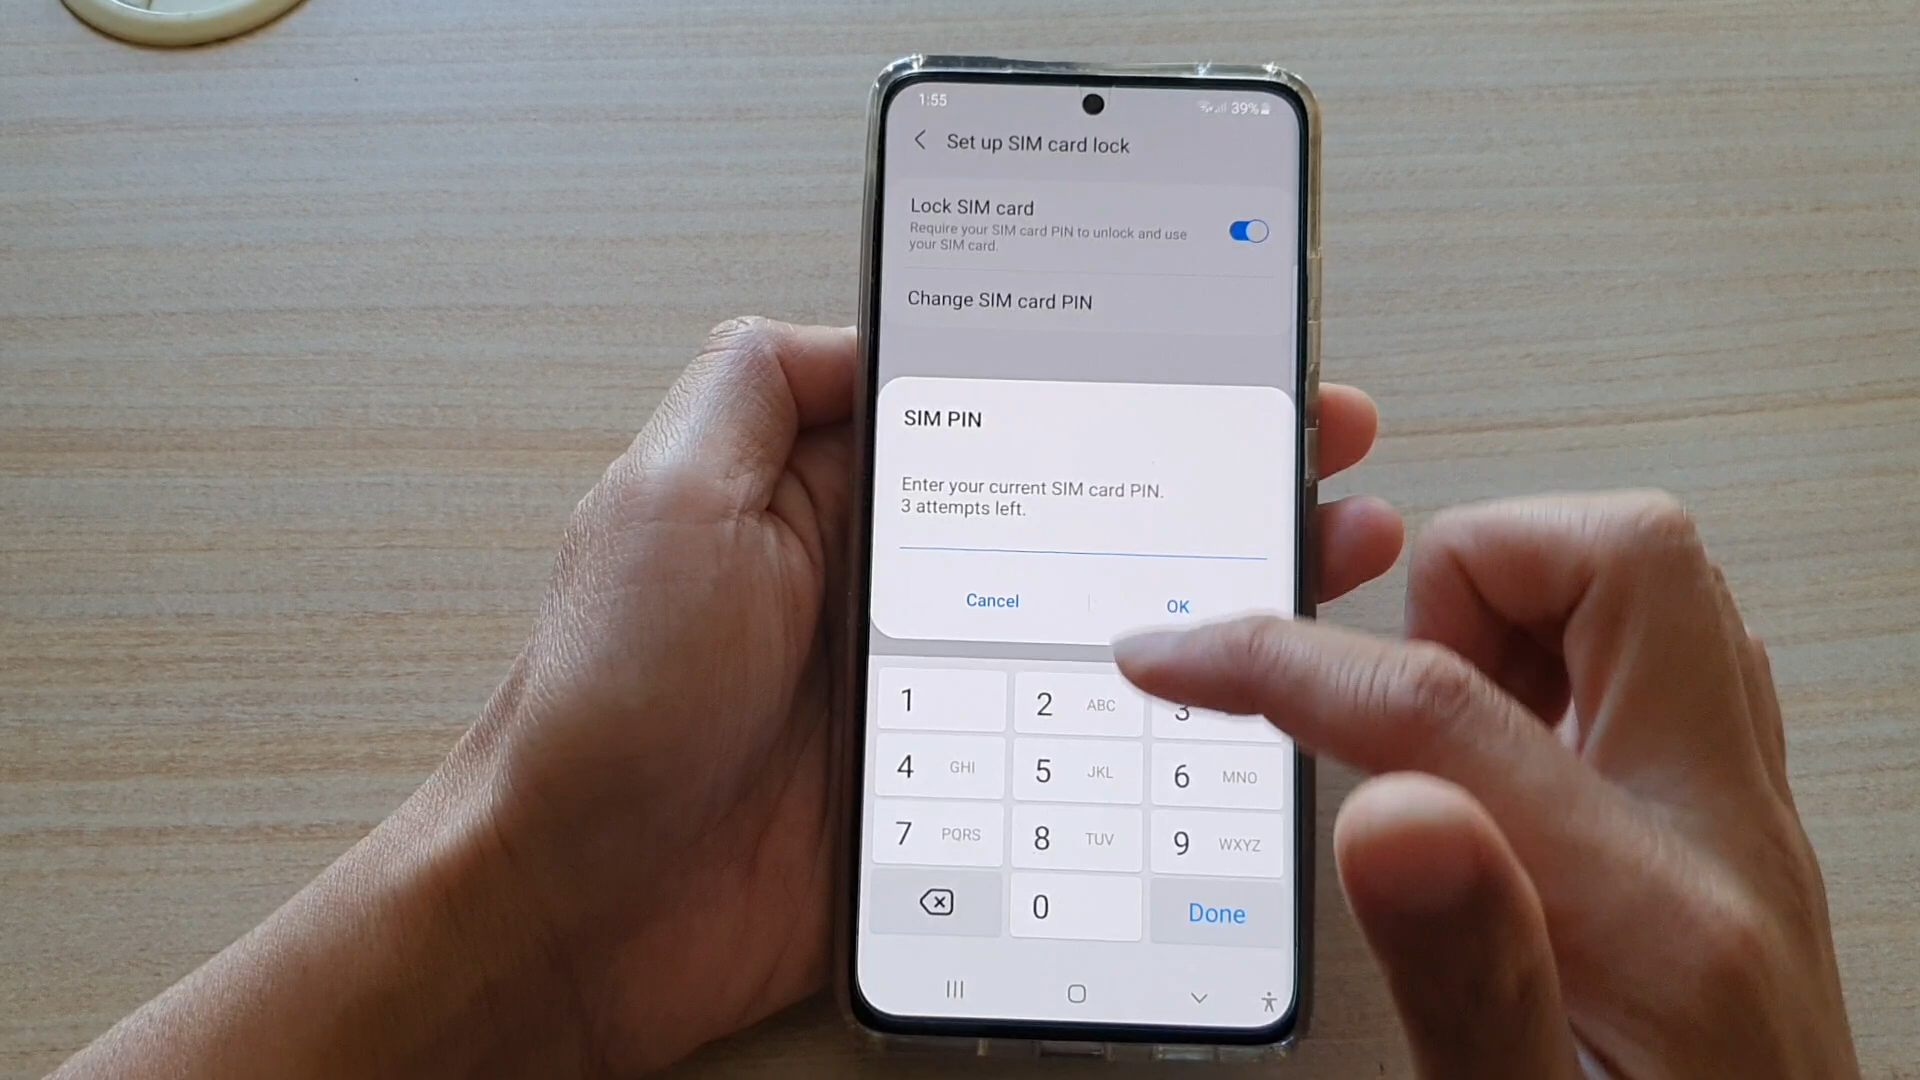 1:55
39%
Set up SIM card lock
Lock SIM card
Require your SIM card PIN to unlock and use
your SIM card.
Change SIM card PIN
SIM PIN
Enter your current SIM card PIN.
3 attempts left.
Cancel
OK
1
2 ABC
3
4 GHI
5 JKL
6 MNO
7 PQRS
8 TUV
9 WXYZ
0
Done